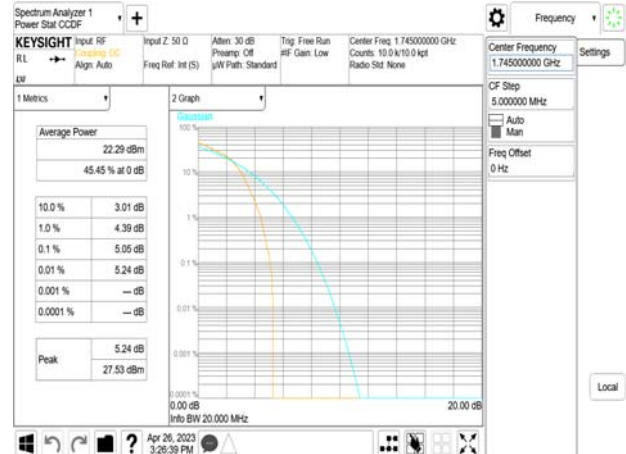 Spectrum Analyzer 1
Power Stat CCDF
Frequency
KEYSIGHT
RL
Input: RF
Coupling: DC
Align: Auto
Input Z: 50 Ω
Freq Ref: Int (S)
Atten: 30 dB
Preamp: Off
µW Path: Standard
Trig: Free Run
#IF Gain: Low
Center Freq: 1.745000000 GHz
Counts: 10.0 k/10.0 kpt
Radio Std: None
Center Frequency
1.745000000 GHz
Settings
CF Step
5.000000 MHz
Auto
Man
Freq Offset
0 Hz
1 Metrics
Average Power
22.29 dBm
45.45 % at 0 dB
10.0 % 3.01 dB
1.0 % 4.39 dB
0.1 % 5.05 dB
0.01 % 5.24 dB
0.001 % --- dB
0.0001 % --- dB
Peak
5.24 dB
27.53 dBm
2 Graph
Gaussian
100 %
10 %
1 %
0.1 %
0.01 %
0.001 %
0.0001 %
0.00 dB
20.00 dB
Info BW 20.000 MHz
Local
?
Apr 26, 2023
3:26:39 PM